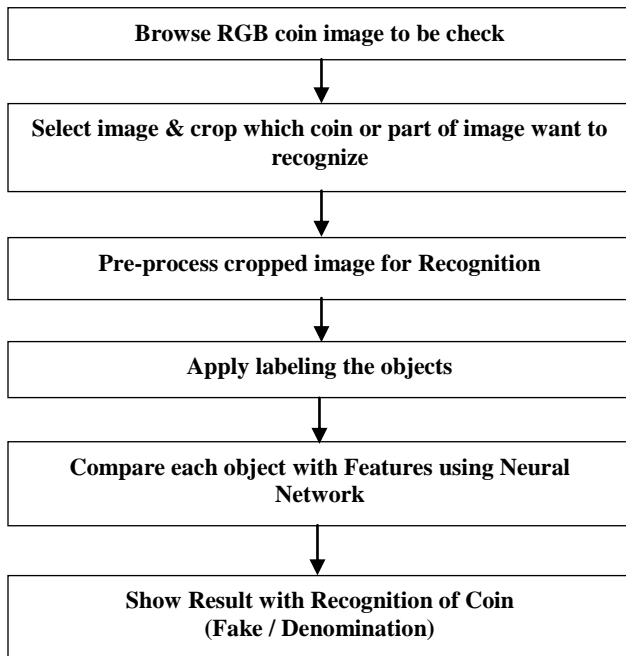 Browse RGB coin image to be check
Select image & crop which coin or part of image want to
recognize
Pre-process cropped image for Recognition
Apply labeling the objects
Compare each object with Features using Neural
Network
Show Result with Recognition of Coin
(Fake / Denomination)